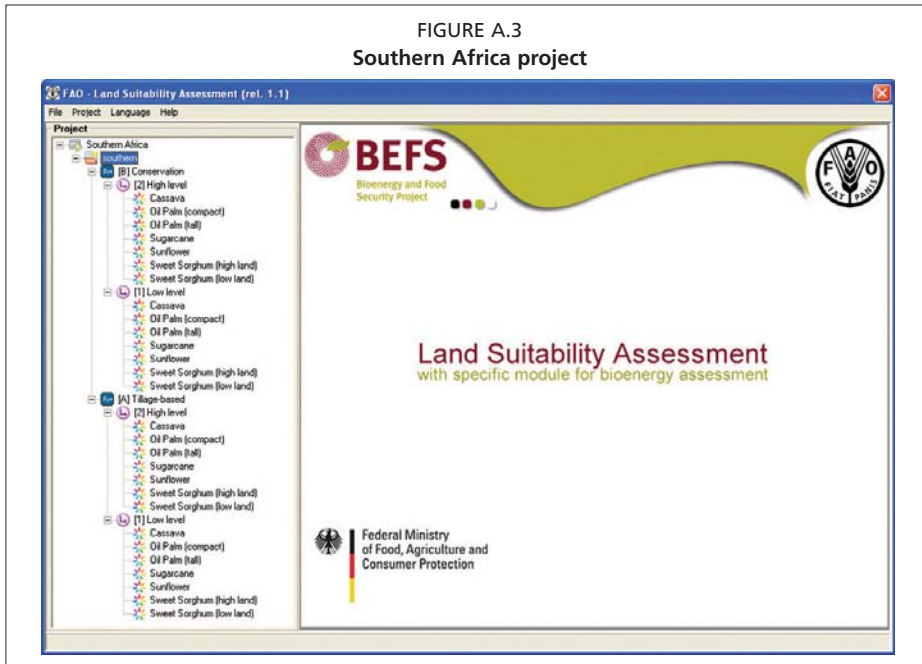 FIGURE A.3
Southern Africa project
FAO - Land Suitability Assessment (rel. 1.1)
File Project Language Help
Project
Southern Africa
southern
[B] Conservation
[2] High level
Cassava
Oil Palm (compact)
Oil Palm (tall)
Sugarcane
Sunflower
Sweet Sorghum (high land)
Sweet Sorghum (low land)
[1] Low level
Cassava
Oil Palm (compact)
Oil Palm (tall)
Sugarcane
Sunflower
Sweet Sorghum (high land)
Sweet Sorghum (low land)
[A] Tillage-based
[2] High level
Cassava
Oil Palm (compact)
Oil Palm (tall)
Sugarcane
Sunflower
Sweet Sorghum (high land)
Sweet Sorghum (low land)
[1] Low level
Cassava
Oil Palm (compact)
Oil Palm (tall)
Sugarcane
Sunflower
Sweet Sorghum (high land)
Sweet Sorghum (low land)
BEFS
Bioenergy and Food
Security Project
F A O
FIAT PANIS
Land Suitability Assessment
with specific module for bioenergy assessment
Federal Ministry
of Food, Agriculture and
Consumer Protection